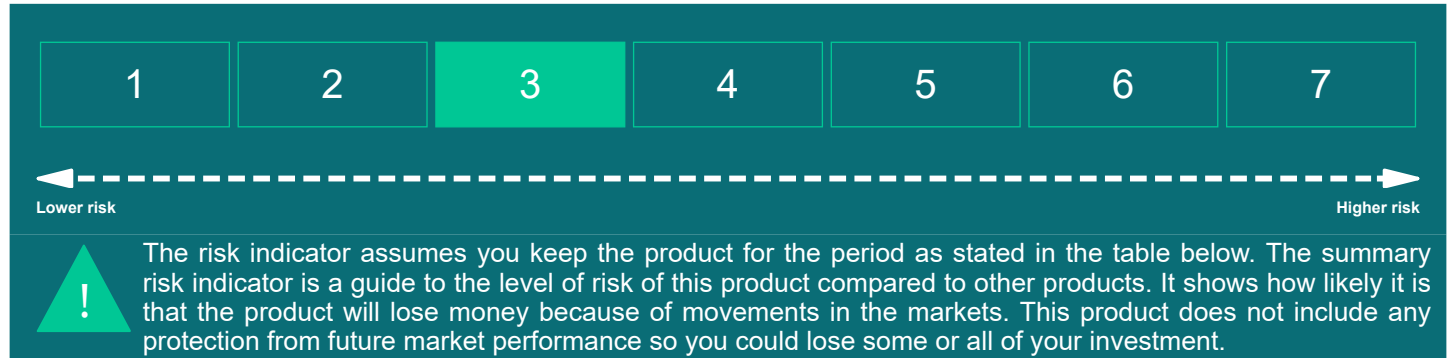 1 2 3 4 5 6 7
Lower risk Higher risk
! The risk indicator assumes you keep the product for the period as stated in the table below. The summary
risk indicator is a guide to the level of risk of this product compared to other products. It shows how likely it is
that the product will lose money because of movements in the markets. This product does not include any
protection from future market performance so you could lose some or all of your investment.